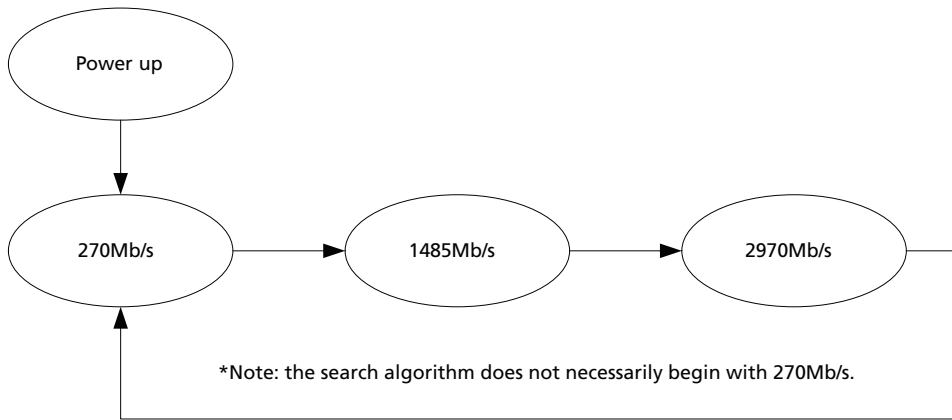 Power up
270Mb/s
1485Mb/s
2970Mb/s
*Note: the search algorithm does not necessarily begin with 270Mb/s.